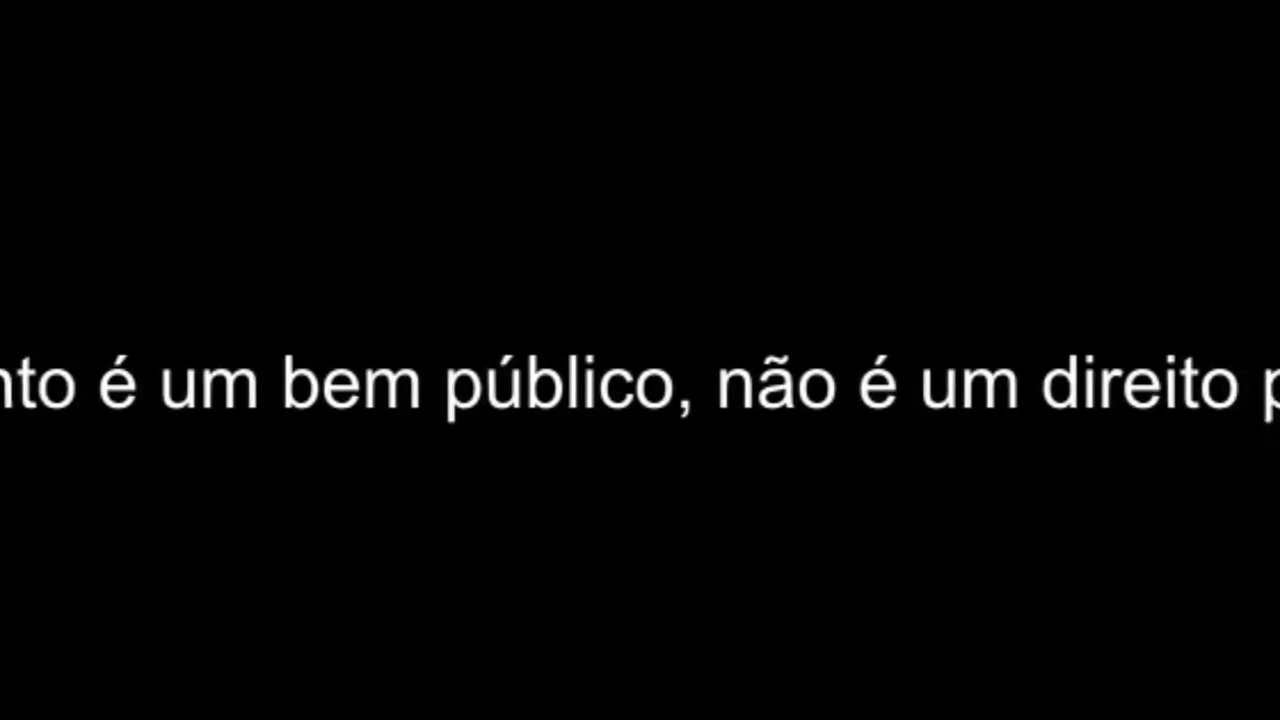 nto é um bem público, não é um direito p